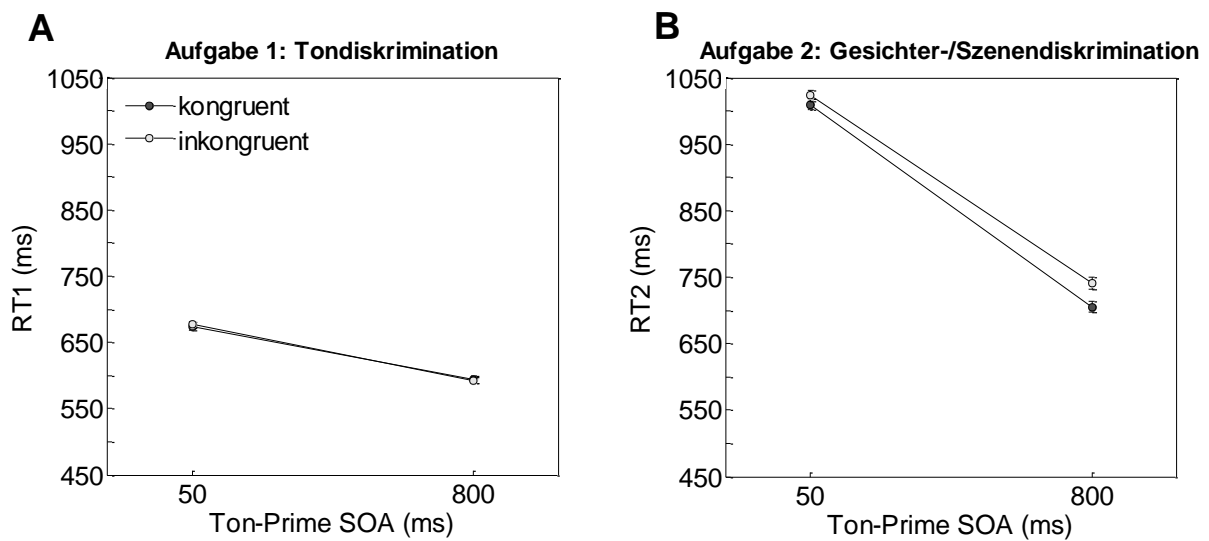 A
Aufgabe 1: Tondiskrimination
1050
950
850
750
650
550
450
RT1 (ms)
kongruent
inkongruent
50 800
Ton-Prime SOA (ms)
B
Aufgabe 2: Gesichter-/Szenendiskrimination
1050
950
850
750
650
550
450
RT2 (ms)
50 800
Ton-Prime SOA (ms)